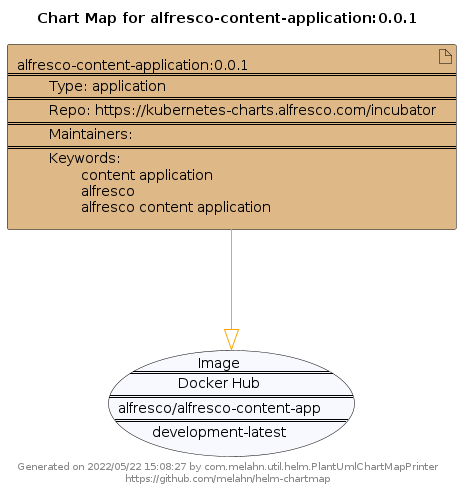 Chart Map for alfresco-content-application:0.0.1
alfresco-content-application:0.0.1
Type: application
Repo: https://kubernetes-charts.alfresco.com/incubator
Maintainers:
Keywords:
content application
alfresco
alfresco content application
Image
Docker Hub
alfresco/alfresco-content-app
development-latest
Generated on 2022/05/22 15:08:27 by com.melahn.util.helm.PlantUmlChartMapPrinter
https://github.com/melahn/helm-chartmap